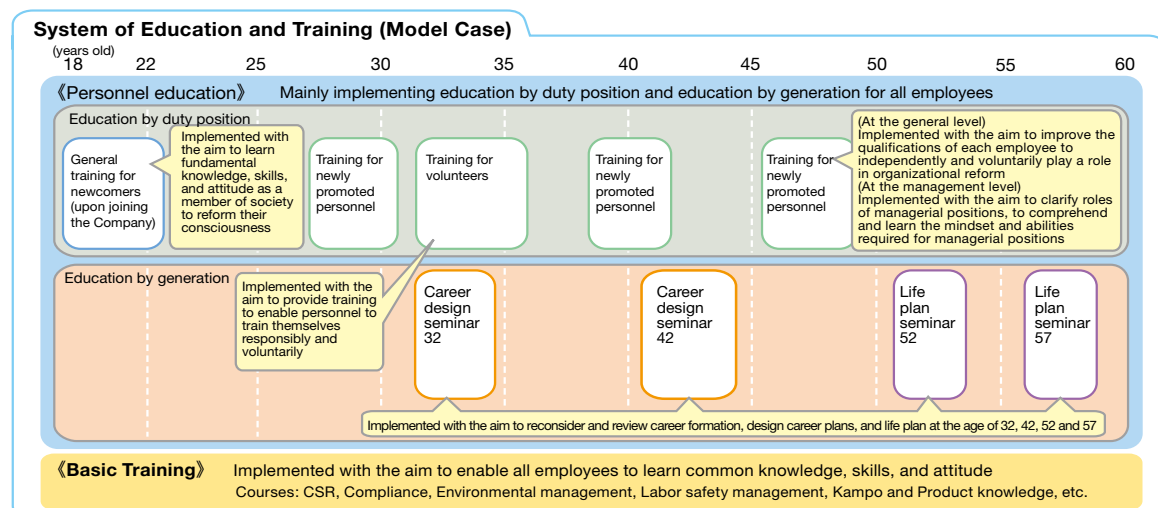 System of Education and Training (Model Case)
(years old)
18 22 25 30 35 40 45 50 55 60
《Personnel education》 Mainly implementing education by duty position and education by generation for all employees
Education by duty position
General
training for
newcomers
(upon joining
the Company)
Implemented with
the aim to learn
fundamental
knowledge, skills,
and attitude as a
member of society
to reform their
consciousness
Training for
newly
promoted
personnel
Training for
volunteers
Training for
newly
promoted
personnel
Training for
newly
promoted
personnel
(At the general level)
Implemented with the aim to improve the
qualifications of each employee to
independently and voluntarily play a role
in organizational reform
(At the management level)
Implemented with the aim to clarify roles
of managerial positions, to comprehend
and learn the mindset and abilities
required for managerial positions
Education by generation
Implemented with the
aim to provide training
to enable personnel to
train themselves
responsibly and
voluntarily
Career
design
seminar
32
Career
design
seminar
42
Life
plan
seminar
52
Life
plan
seminar
57
Implemented with the aim to reconsider and review career formation, design career plans, and life plan at the age of 32, 42, 52 and 57
《Basic Training》 Implemented with the aim to enable all employees to learn common knowledge, skills, and attitude
Courses: CSR, Compliance, Environmental management, Labor safety management, Kampo and Product knowledge, etc.